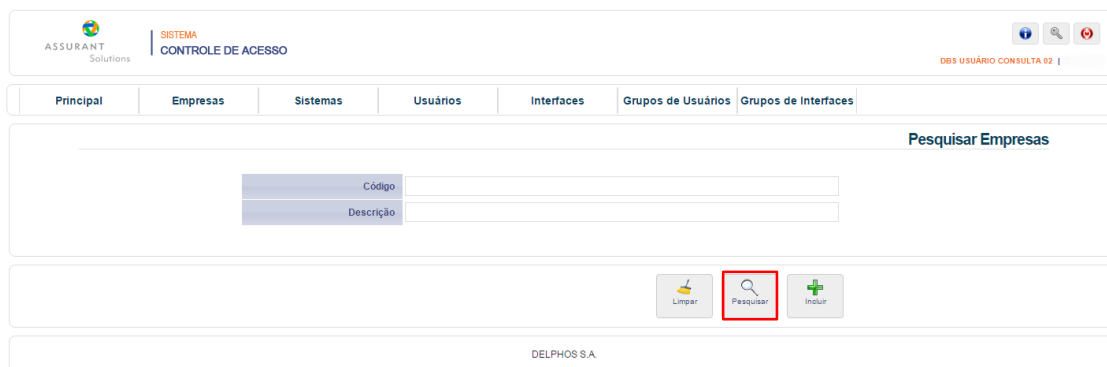 ASSURANT
Solutions
SISTEMA
CONTROLE DE ACESSO
DBS USUÁRIO CONSULTA 02 |
Principal Empresas Sistemas Usuários Interfaces Grupos de Usuários Grupos de Interfaces
Pesquisar Empresas
Código
Descrição
Limpar Pesquisar Incluir
DELPHOS S.A.